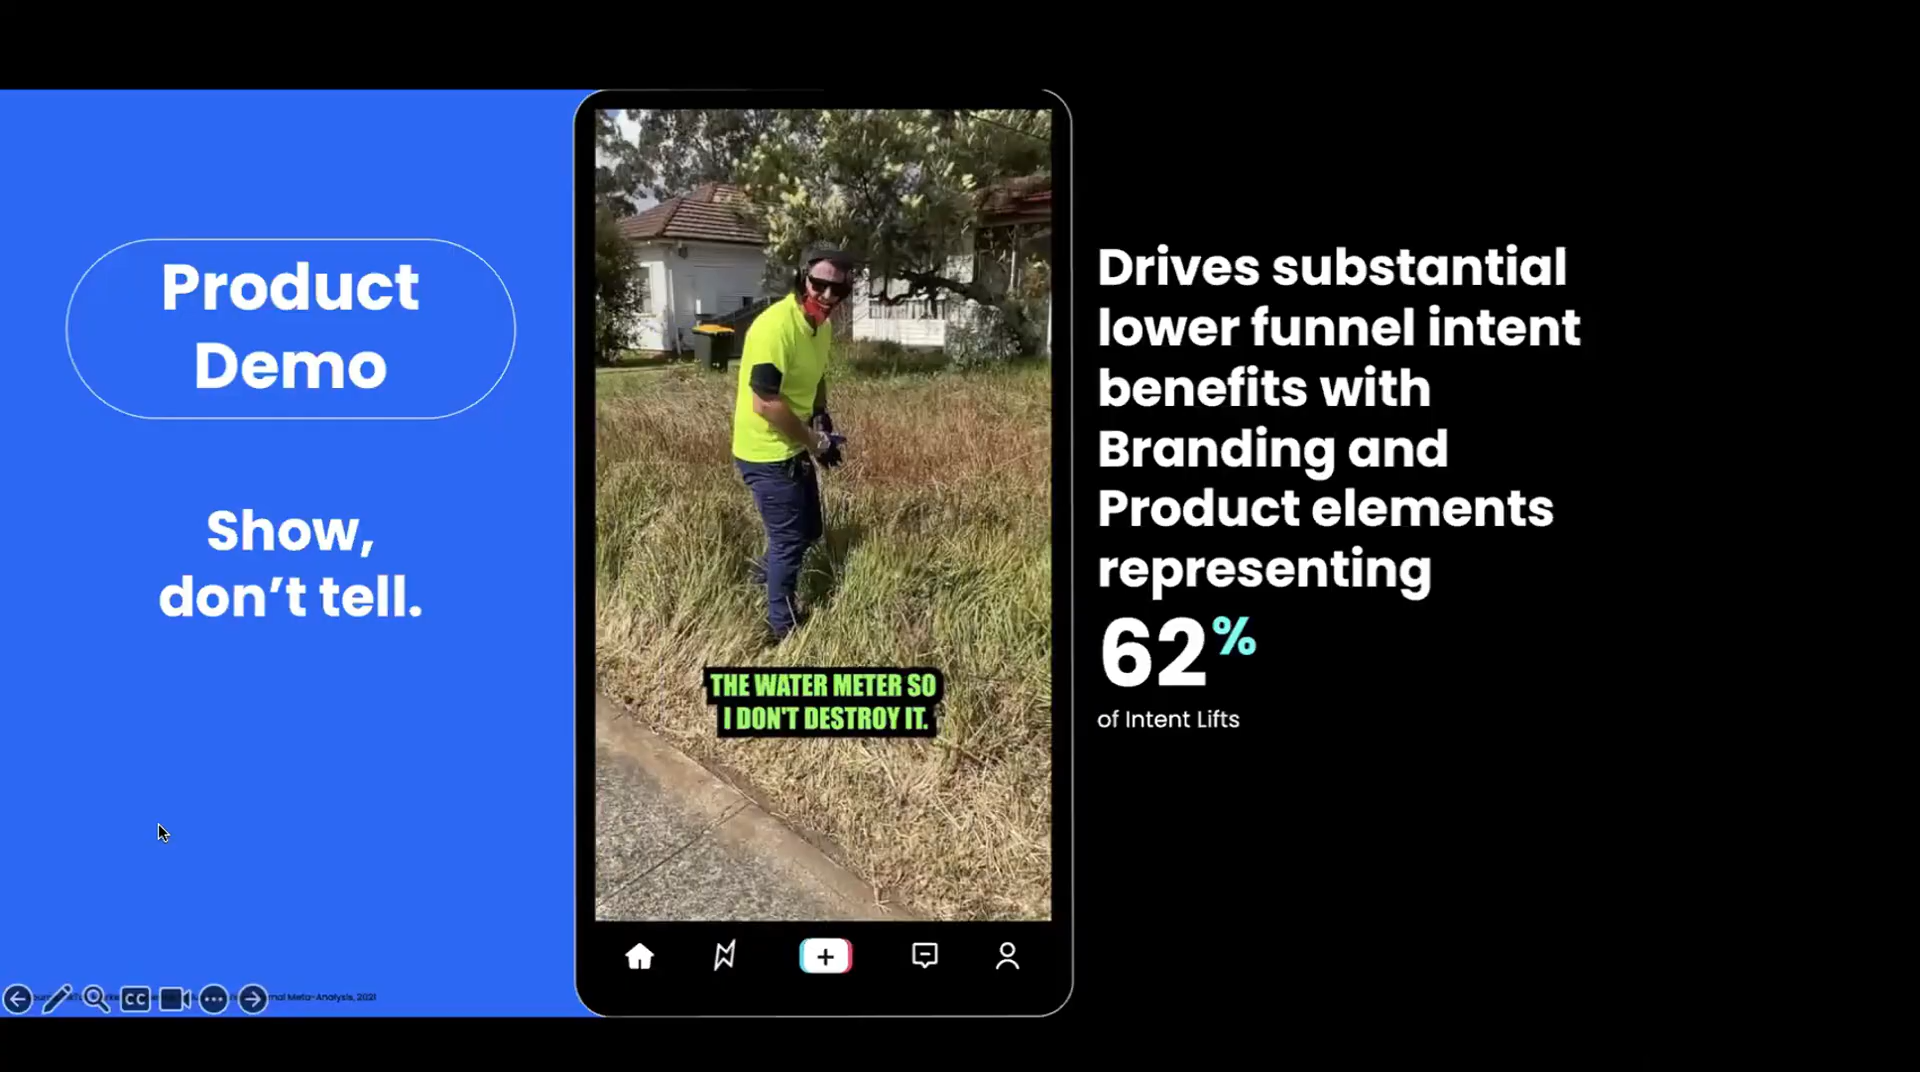 Product
Demo
Show,
don't tell.
THE WATER METER SO
I DON'T DESTROY IT.
Drives substantial
lower funnel intent
benefits with
Branding and
Product elements
representing
62%
of Intent Lifts
CC
Meta-Analysis, 2021